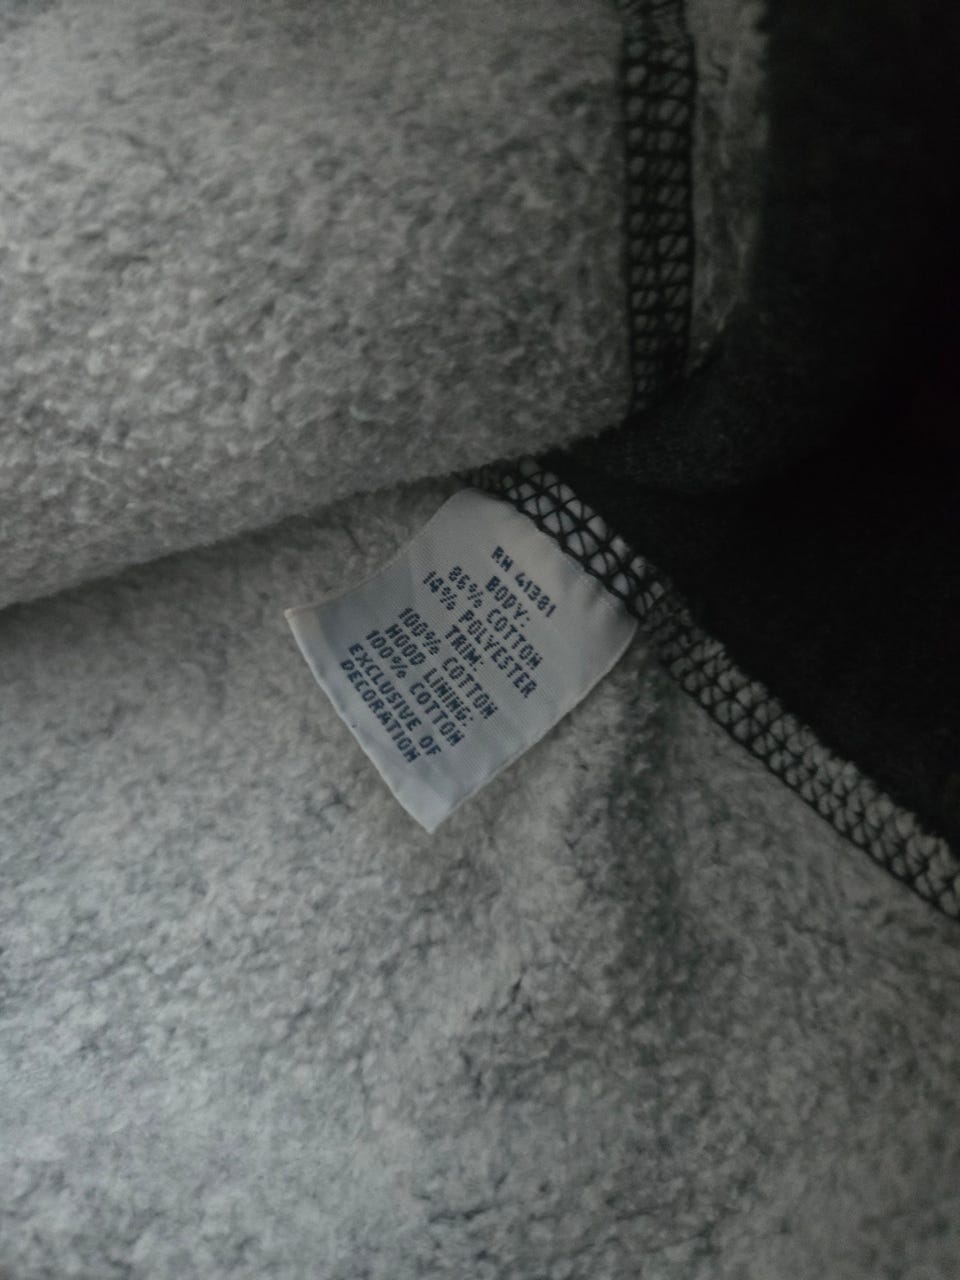 RN 41381
BODY:
86% COTTON
14% POLYESTER
TRIM:
100% COTTON
HOOD LINING:
100% COTTON
EXCLUSIVE OF
DECORATION